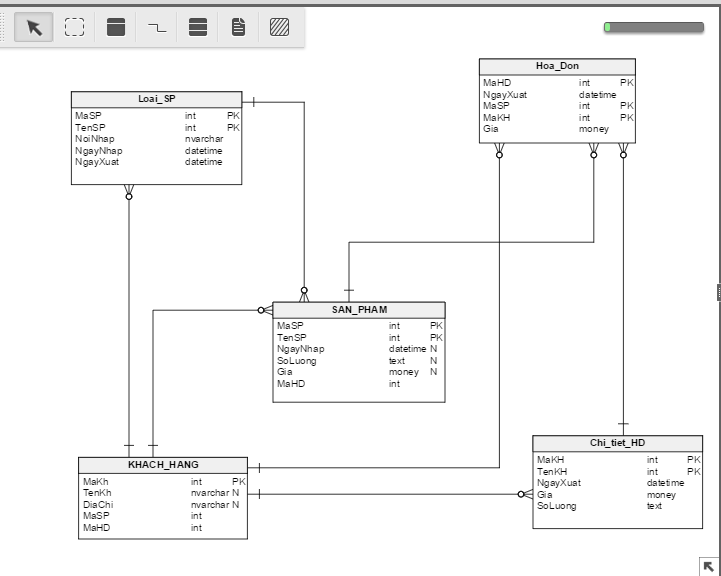 Hoa_Don
MaHD int PK
NgayXuat datetime
MaSP int PK
MaKH int PK
Gia money
Loai_SP
MaSP int PK
TenSP int PK
NoiNhap nvarchar
NgayNhap datetime
NgayXuat datetime
SAN_PHAM
MaSP int PK
TenSP int PK
NgayNhap datetime N
SoLuong text N
Gia money N
MaHD int
Chi_tiet_HD
MaKH int PK
TenKH int PK
NgayXuat datetime
Gia money
SoLuong text
KHACH_HANG
MaKh int PK
TenKh nvarchar N
DiaChi nvarchar N
MaSP int
MaHD int